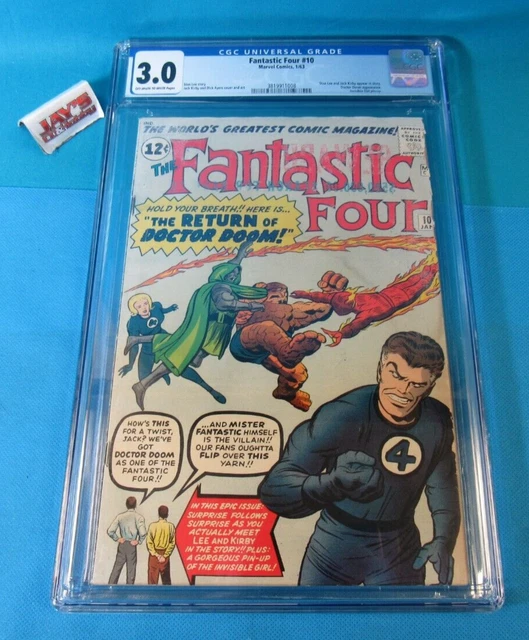 CGC UNIVERSAL GRADE
3.0
Fantastic Four #10
Marvel Comics, 1/63
JAY'S
THE WORLD'S GREATEST COMIC MAGAZINE!
12¢
THE
Fantastic
Four
10
JAN.
HOLD YOUR BREATH!! HERE IS...
"THE RETURN OF
DOCTOR DOOM!"
4
HOW'S THIS
FOR A TWIST,
JACK? WE'VE
GOT
DOCTOR DOOM
AS ONE OF THE
FANTASTIC
FOUR!!
...AND MISTER
FANTASTIC HIMSELF
IS THE VILLAIN!!
OUR FANS OUGHTTA
FLIP OVER THIS
YARN!!
IN THIS EPIC ISSUE:
SURPRISE FOLLOWS
SURPRISE AS YOU
ACTUALLY MEET
LEE AND KIRBY
IN THE STORY!! PLUS:
A GORGEOUS PIN-UP
OF THE INVISIBLE GIRL!
4